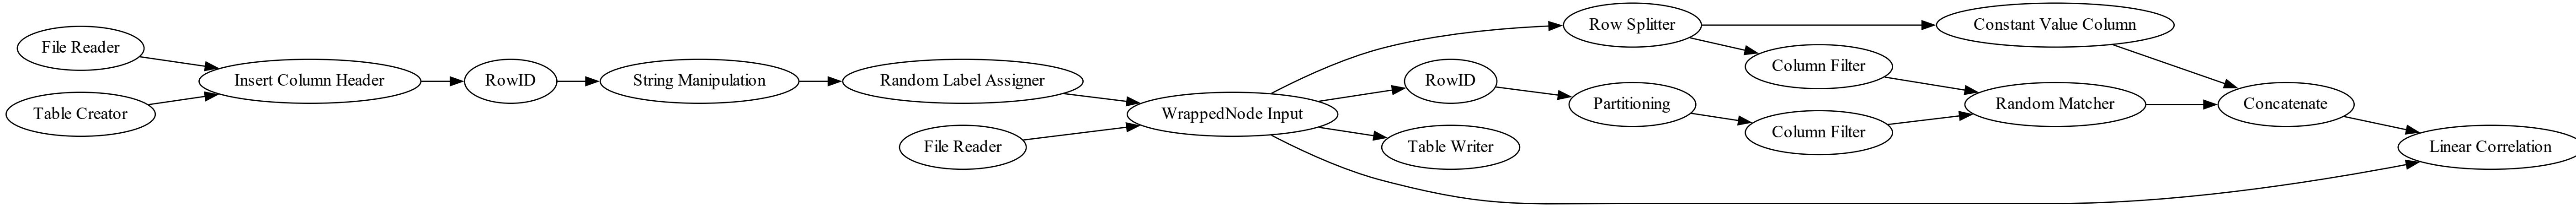 File Reader
Table Creator
Insert Column Header
RowID
String Manipulation
Random Label Assigner
File Reader
WrappedNode Input
Row Splitter
RowID
Table Writer
Partitioning
Constant Value Column
Column Filter
Column Filter
Random Matcher
Concatenate
Linear Correlation